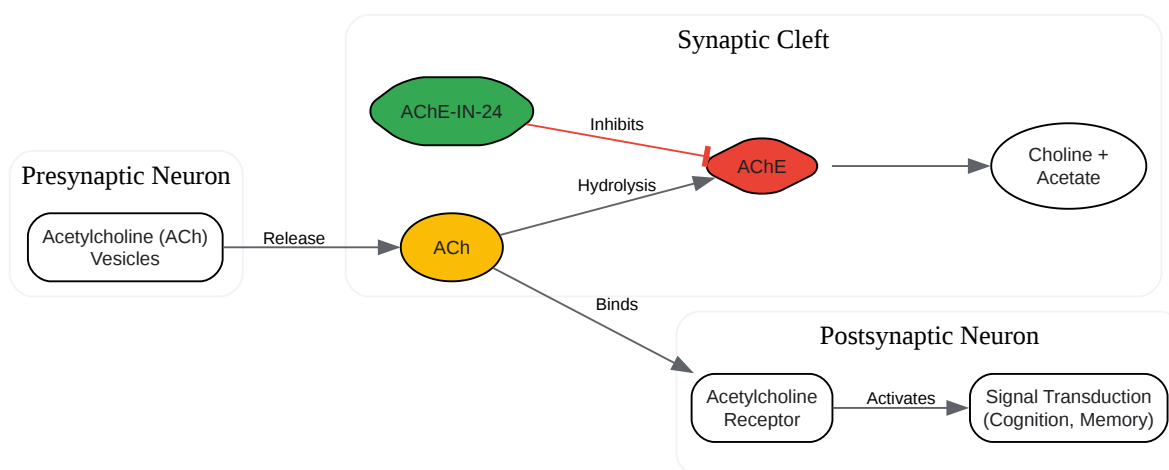 Synaptic Cleft
AChE-IN-24
Inhibits
AChE
Choline +
Acetate
Hydrolysis
Presynaptic Neuron
Acetylcholine (ACh)
Vesicles
Release
ACh
Binds
Postsynaptic Neuron
Acetylcholine
Receptor
Activates
Signal Transduction
(Cognition, Memory)